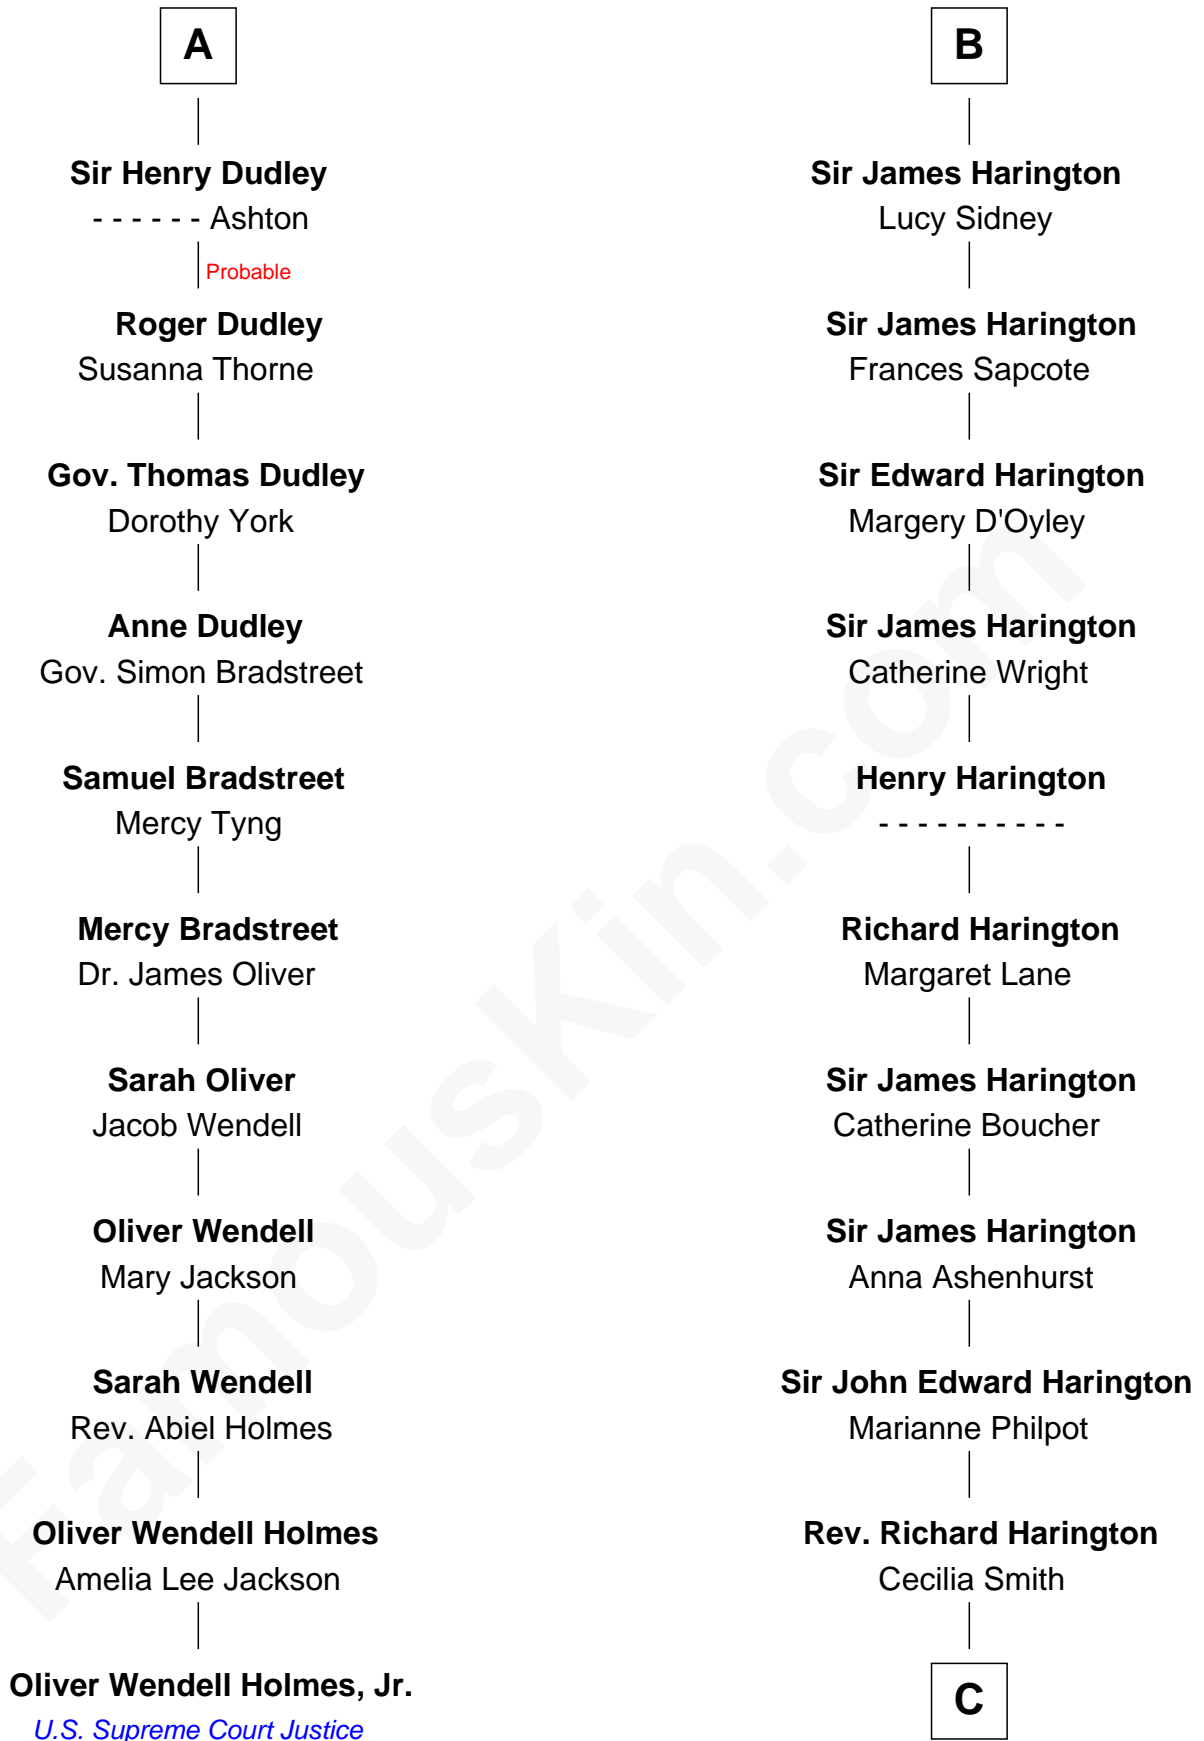 A
Sir Henry Dudley
- - - - - - Ashton
Probable
Roger Dudley
Susanna Thorne
Gov. Thomas Dudley
Dorothy York
Anne Dudley
Gov. Simon Bradstreet
Samuel Bradstreet
Mercy Tyng
Mercy Bradstreet
Dr. James Oliver
Sarah Oliver
Jacob Wendell
Oliver Wendell
Mary Jackson
Sarah Wendell
Rev. Abiel Holmes
Oliver Wendell Holmes
Amelia Lee Jackson
Oliver Wendell Holmes, Jr.
U.S. Supreme Court Justice
B
Sir James Harington
Lucy Sidney
Sir James Harington
Frances Sapcote
Sir Edward Harington
Margery D'Oyley
Sir James Harington
Catherine Wright
Henry Harington
- - - - - - - - - -
Richard Harington
Margaret Lane
Sir James Harington
Catherine Boucher
Sir James Harington
Anna Ashenhurst
Sir John Edward Harington
Marianne Philpot
Rev. Richard Harington
Cecilia Smith
C
FamousKin.com